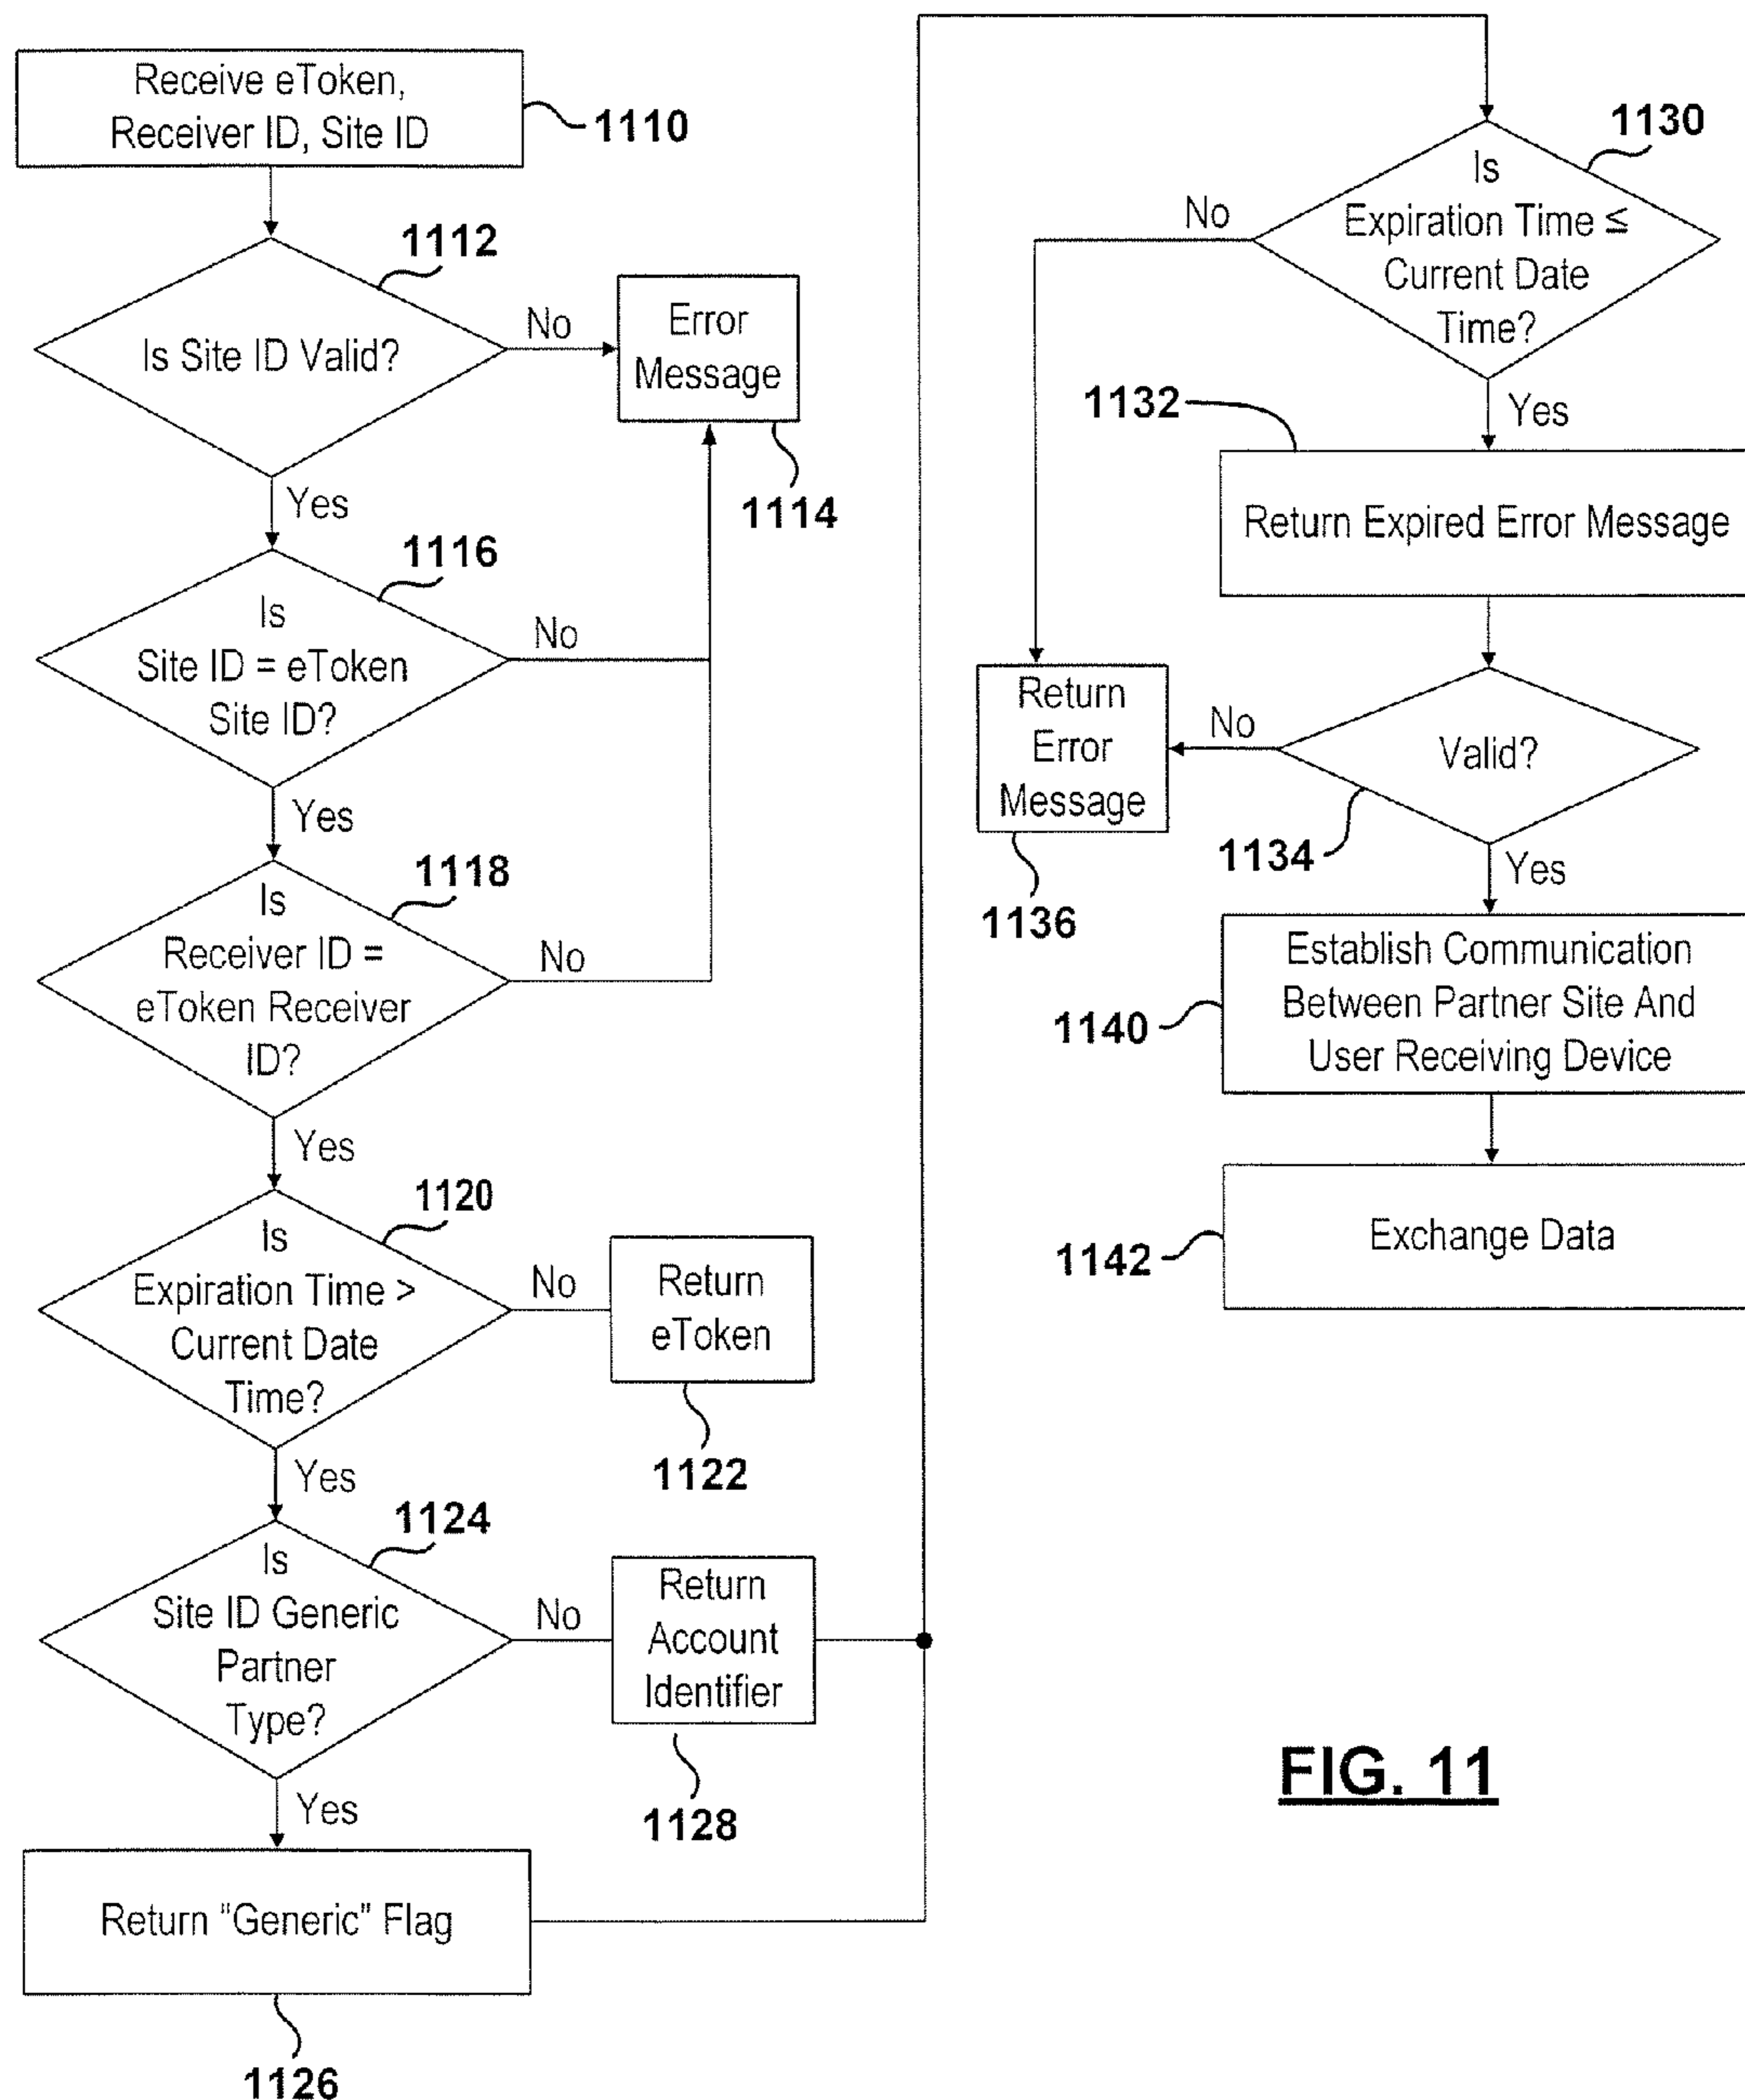 Receive eToken,
Receiver ID, Site ID
1110
1112
Is Site ID Valid?
No
Yes
Error
Message
1114
1116
Is
Site ID = eToken
Site ID?
No
Yes
1118
Is
Receiver ID =
eToken Receiver
ID?
No
Yes
1120
Is
Expiration Time >
Current Date
Time?
No
Yes
Return
eToken
1122
1124
Is
Site ID Generic
Partner
Type?
No
Yes
Return
Account
Identifier
1128
Return "Generic" Flag
1126
1130
Is
Expiration Time ≤
Current Date
Time?
No
Yes
1132
Return Expired Error Message
Valid?
No
Yes
1134
Return
Error
Message
1136
Establish Communication
Between Partner Site And
User Receiving Device
1140
Exchange Data
1142
FIG. 11